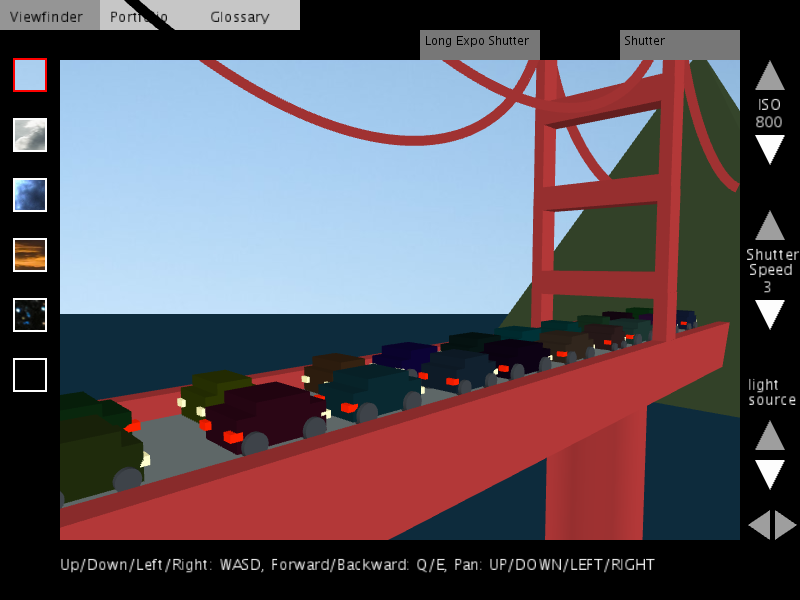 Viewfinder Portfolio Glossary
Long Expo Shutter Shutter
ISO
800
Shutter
Speed
3
light
source
Up/Down/Left/Right: WASD, Forward/Backward: Q/E, Pan: UP/DOWN/LEFT/RIGHT